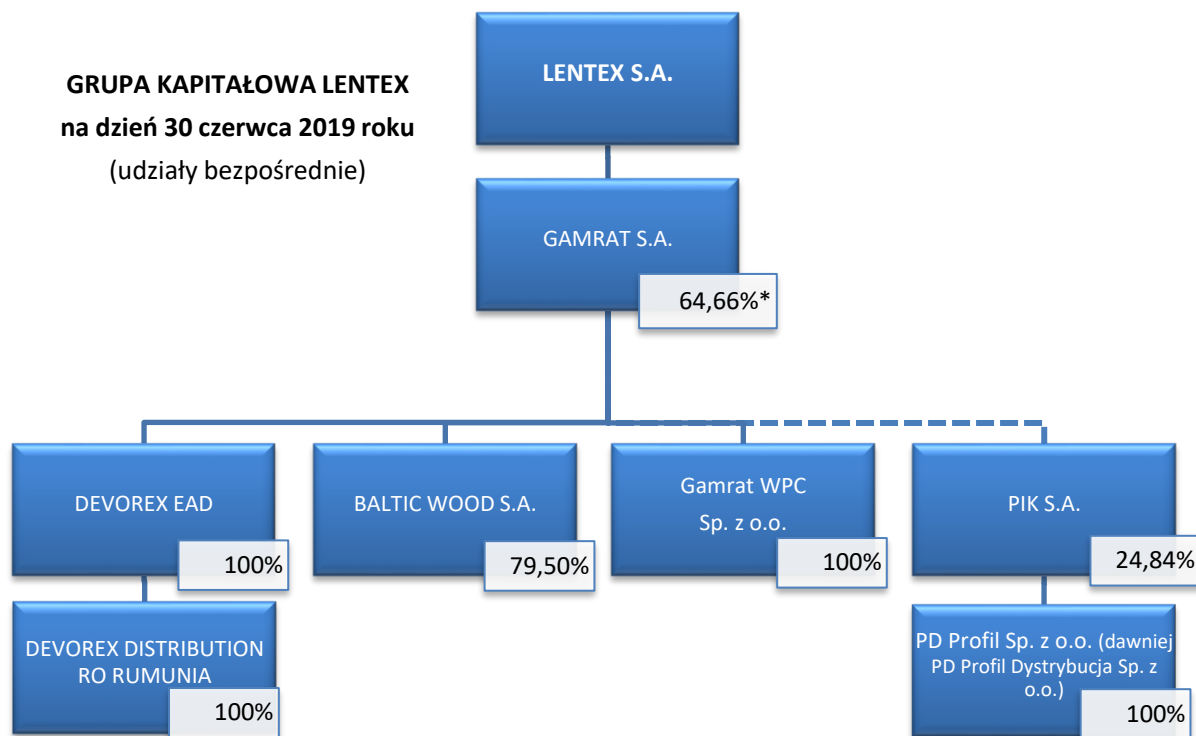 GRUPA KAPITAŁOWA LENTEX
na dzień 30 czerwca 2019 roku
(udziały bezpośrednie)
LENTEX S.A.
GAMRAT S.A.
64,66%*
DEVOREX EAD
100%
BALTIC WOOD S.A.
79,50%
Gamrat WPC
Sp. z o.o.
100%
PIK S.A.
24,84%
DEVOREX DISTRIBUTION
RO RUMUNIA
100%
PD Profil Sp. z o.o. (dawniej
PD Profil Dystrybucja Sp. z
o.o.)
100%